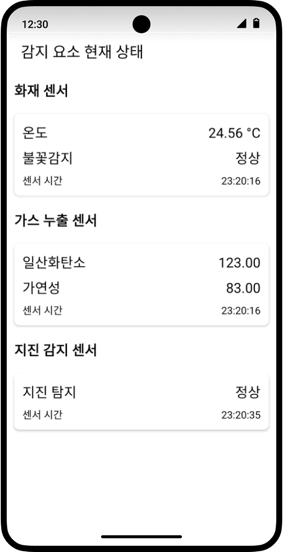 12:30
감지 요소 현재 상태
화재 센서
온도 24.56 °C
불꽃감지 정상
센서 시간 23:20:16
가스 누출 센서
일산화탄소 123.00
가연성 83.00
센서 시간 23:20:16
지진 감지 센서
지진 탐지 정상
센서 시간 23:20:35